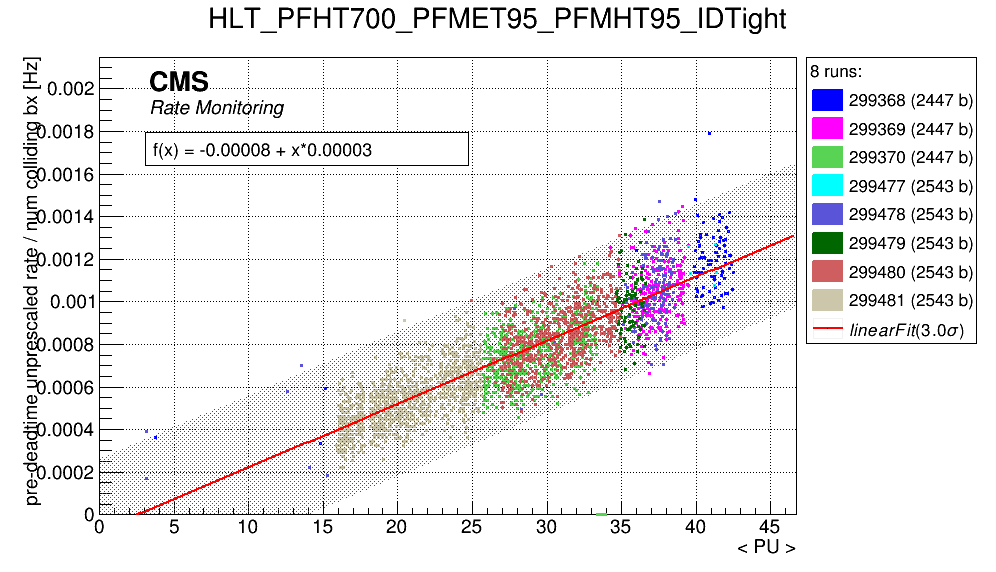 HLT_PFHT700_PFMET95_PFMHT95_IDTight
pre-deadtime unprescaled rate / num colliding bx [Hz]
CMS
Rate Monitoring
f(x) = -0.00008 + x*0.00003
0.002
0.0018
0.0016
0.0014
0.0012
0.001
0.0008
0.0006
0.0004
0.0002
0
0 5 10 15 20 25 30 35 40 45
< PU >
8 runs:
299368 (2447 b)
299369 (2447 b)
299370 (2447 b)
299477 (2543 b)
299478 (2543 b)
299479 (2543 b)
299480 (2543 b)
299481 (2543 b)
linearFit(3.0σ)